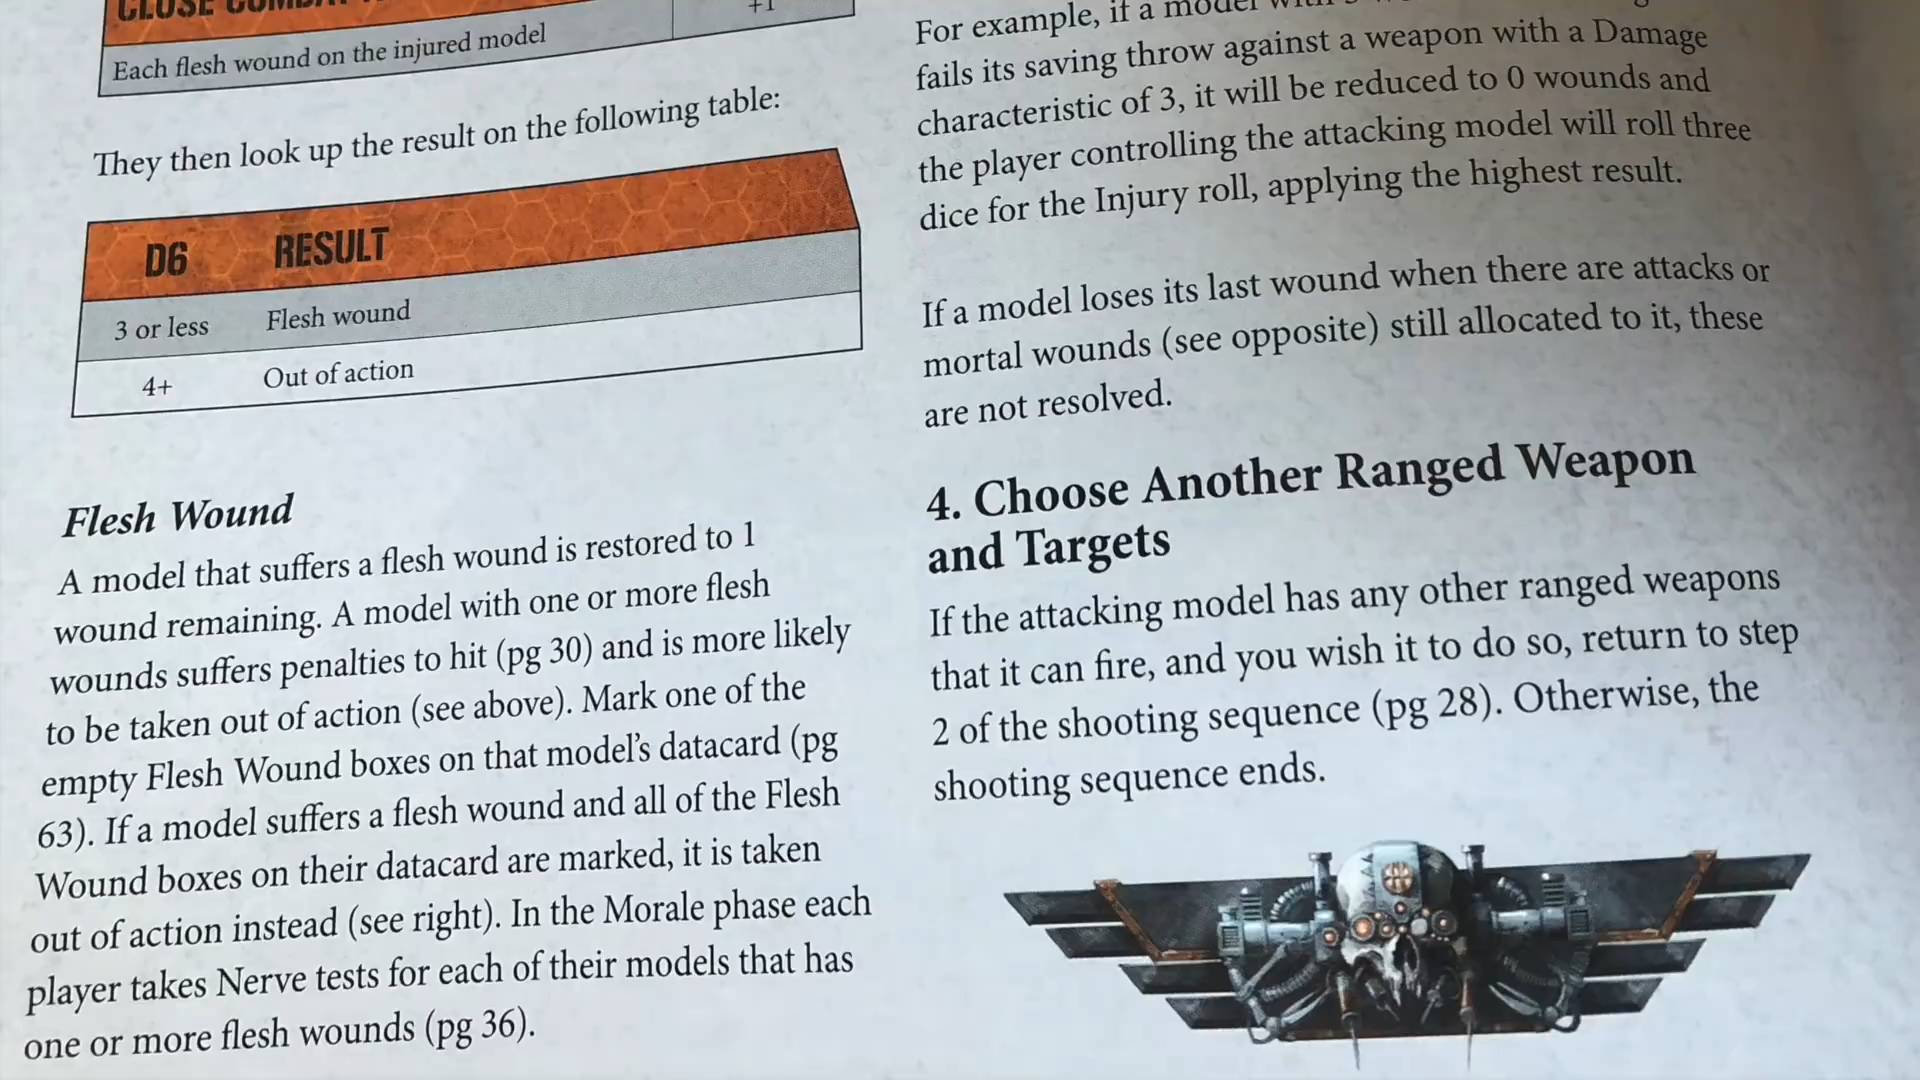 CLOSE COMBAT
+1
Each flesh wound on the injured model
They then look up the result on the following table:
D6 RESULT
3 or less Flesh wound
4+ Out of action
Flesh Wound
A model that suffers a flesh wound is restored to 1
wound remaining. A model with one or more flesh
wounds suffers penalties to hit (pg 30) and is more likely
to be taken out of action (see above). Mark one of the
empty Flesh Wound boxes on that model's datacard (pg
63). If a model suffers a flesh wound and all of the Flesh
Wound boxes on their datacard are marked, it is taken
out of action instead (see right). In the Morale phase each
player takes Nerve tests for each of their models that has
one or more flesh wounds (pg 36).
For example, if a model with
fails its saving throw against a weapon with a Damage
characteristic of 3, it will be reduced to 0 wounds and
the player controlling the attacking model will roll three
dice for the Injury roll, applying the highest result.
If a model loses its last wound when there are attacks or
mortal wounds (see opposite) still allocated to it, these
are not resolved.
4. Choose Another Ranged Weapon
and Targets
If the attacking model has any other ranged weapons
that it can fire, and you wish it to do so, return to step
2 of the shooting sequence (pg 28). Otherwise, the
shooting sequence ends.